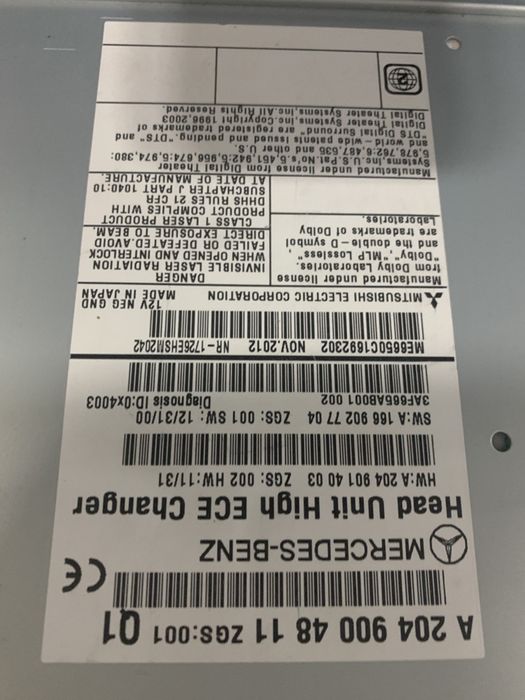 A 204 900 48 11 ZGS:001 Q1
CE
MERCEDES-BENZ
Head Unit High ECE Changer
HW:A 204 901 40 03 ZGS: 002 HW:11/31
SW:A 166 902 77 04 ZGS: 001 SW: 12/31/00
3AF6654B001 002 Diagnosis ID:0x4003
ME6650C1692302 NOV.2012 NR-1726EHSM2042
MITSUBISHI ELECTRIC CORPORATION
12V NEG GND
MADE IN JAPAN
Manufactured under license
from Dolby Laboratories.
"Dolby","MLP Lossless",
and the double-D symbol
are trademarks of Dolby
Laboratories.
DANGER
INVISIBLE LASER RADIATION
WHEN OPENED AND INTERLOCK
FAILED OR DEFEATED.AVOID
DIRECT EXPOSURE TO BEAM.
CLASS 1 LASER PRODUCT
PRODUCT COMPLIES WITH
DHHS RULES 21 CFR
SUBCHAPTER J PART 1040:10
AT DATE OF MANUFACTURE.
Manufactured under license from Digital Theater
Systems,Inc.U.S.Pat.No's.5,451,942;5,956,674;5,974,380;
5,978,762;6,487,535 and other U.S.
and world-wide patents issued and pending."DTS" and
"DTS Digital Surround" are registered trademarks of
Digital Theater Systems,Inc.Copyright 1996,2003
Digital Theater Systems,Inc.All Rights Reserved.
2